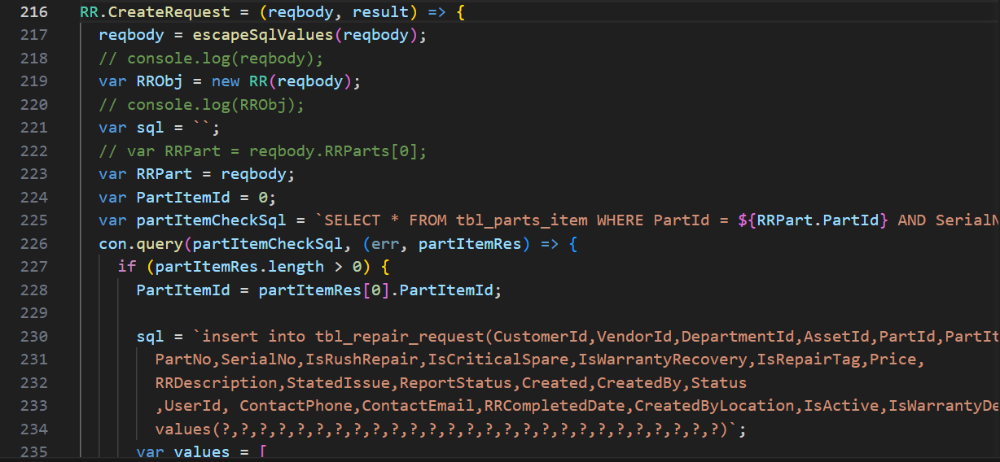 216 RR.CreateRequest = (reqbody, result) => {
217 reqbody = escapeSqlValues(reqbody);
218 // console.log(reqbody);
219 var RRObj = new RR(reqbody);
220 // console.log(RRObj);
221 var sql = ``;
222 // var RRPart = reqbody.RRParts[0];
223 var RRPart = reqbody;
224 var PartItemId = 0;
225 var partItemCheckSql = `SELECT * FROM tbl_parts_item WHERE PartId = ${RRPart.PartId} AND SerialN
226 con.query(partItemCheckSql, (err, partItemRes) => {
227 if (partItemRes.length > 0) {
228 PartItemId = partItemRes[0].PartItemId;
229
230 sql = `insert into tbl_repair_request(CustomerId,VendorId,DepartmentId,AssetId,PartId,PartIt
231 PartNo,SerialNo,IsRushRepair,IsCriticalSpare,IsWarrantyRecovery,IsRepairTag,Price,
232 RRDescription,StatedIssue,ReportStatus,Created,CreatedBy,Status
233 ,UserId, ContactPhone,ContactEmail,RRCompletedDate,CreatedByLocation,IsActive,IsWarrantyDe
234 values(?,?,?,?,?,?,?,?,?,?,?,?,?,?,?,?,?,?,?,?,?,?,?,?,?,?,?)`;
235 var values = [